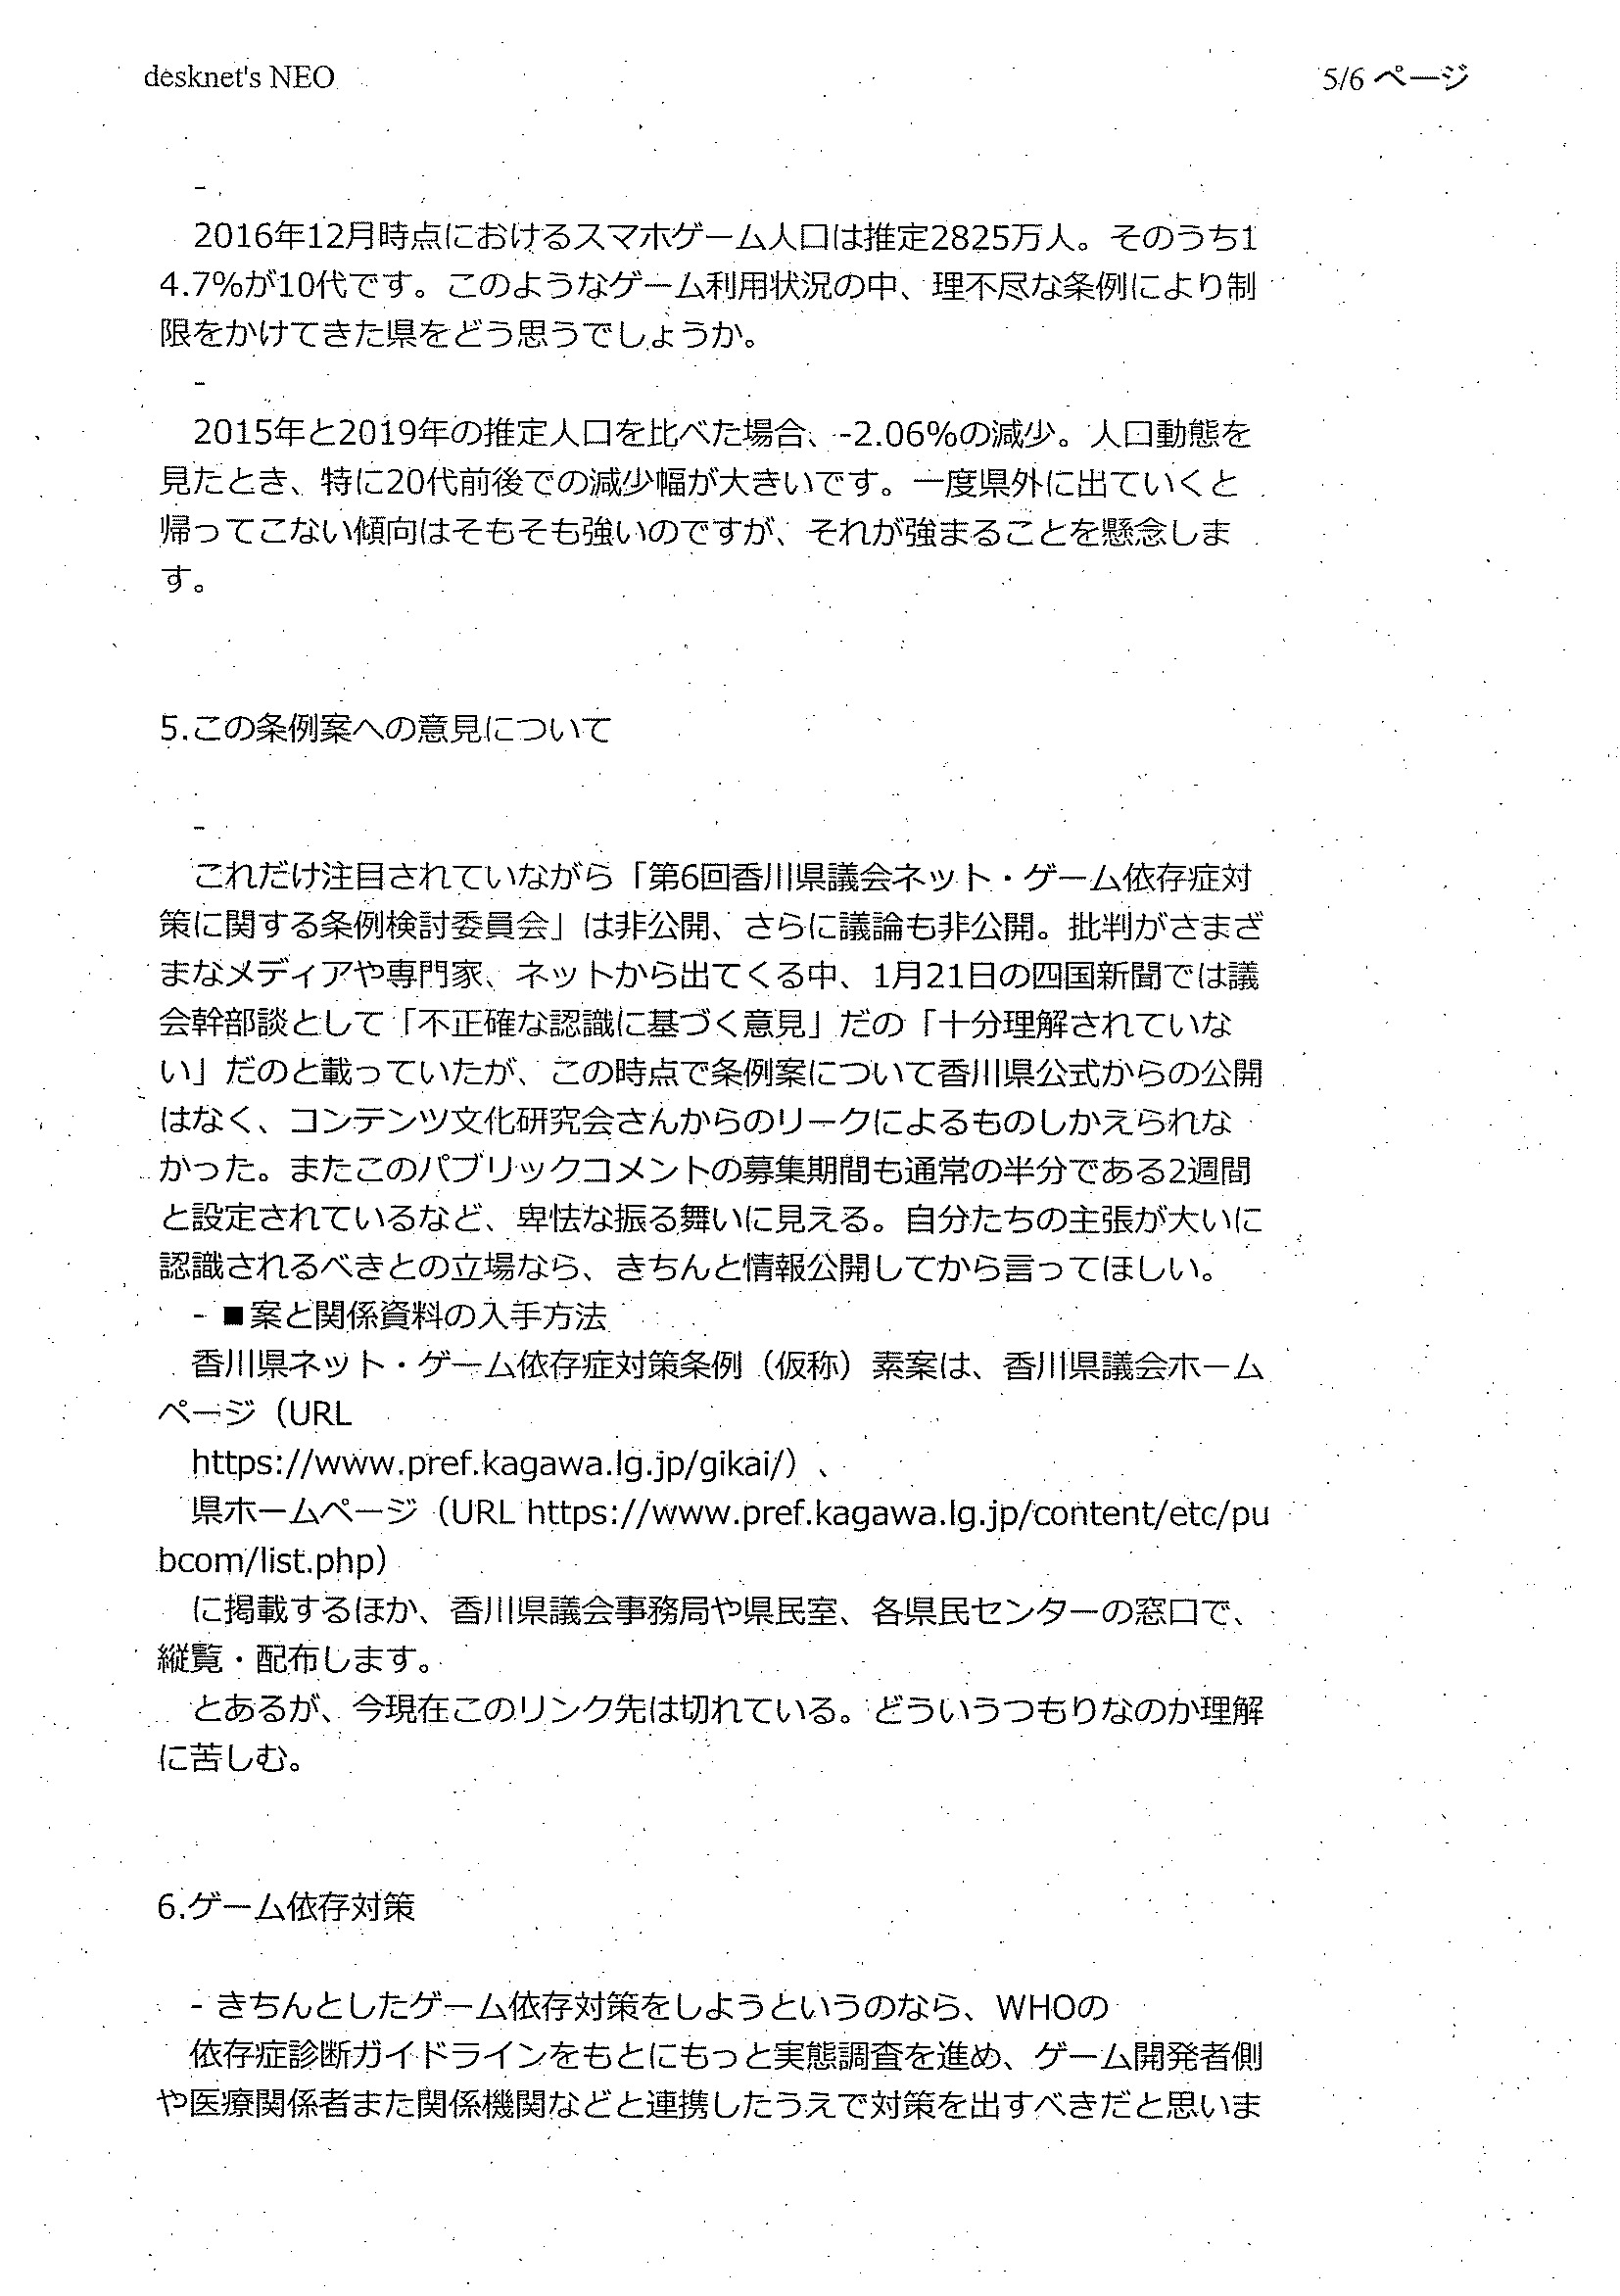 desknet's NEO
5/6 ページ
-
2016年12月時点におけるスマホゲーム人口は推定2825万人。そのうち1
4.7%が10代です。このようなゲーム利用状況の中、理不尽な条例により制
限をかけてきた県をどう思うでしょうか。
-
2015年と2019年の推定人口を比べた場合、-2.06%の減少。人口動態を
見たとき、特に20代前後での減少幅が大きいです。一度県外に出ていくと
帰ってこない傾向はそもそも強いのですが、それが強まることを懸念しま
す。
5.この条例案への意見について
-
これだけ注目されていながら「第6回香川県議会ネット・ゲーム依存症対
策に関する条例検討委員会」は非公開、さらに議論も非公開。批判がさまざ
まなメディアや専門家、ネットから出てくる中、1月21日の四国新聞では議
会幹部談として「不正確な認識に基づく意見」だの「十分理解されていな
い」だのと載っていたが、この時点で条例案について香川県公式からの公開
はなく、コンテンツ文化研究会さんからのリークによるものしかえられな
かった。またこのパブリックコメントの募集期間も通常の半分である2週間
と設定されているなど、卑怯な振る舞いに見える。自分たちの主張が大いに
認識されるべきとの立場なら、きちんと情報公開してから言ってほしい。
- ■案と関係資料の入手方法
香川県ネット・ゲーム依存症対策条例（仮称）素案は、香川県議会ホーム
ページ（URL
https://www.pref.kagawa.lg.jp/gikai/）、
県ホームページ（URL https://www.pref.kagawa.lg.jp/content/etc/pu
bcom/list.php）
に掲載するほか、香川県議会事務局や県民室、各県民センターの窓口で、
縦覧・配布します。
とあるが、今現在このリンク先は切れている。どういうつもりなのか理解
に苦しむ。
6.ゲーム依存対策
- きちんとしたゲーム依存対策をしようというのなら、WHOの
依存症診断ガイドラインをもとにもっと実態調査を進め、ゲーム開発者側
や医療関係者また関係機関などと連携したうえで対策を出すべきだと思いま